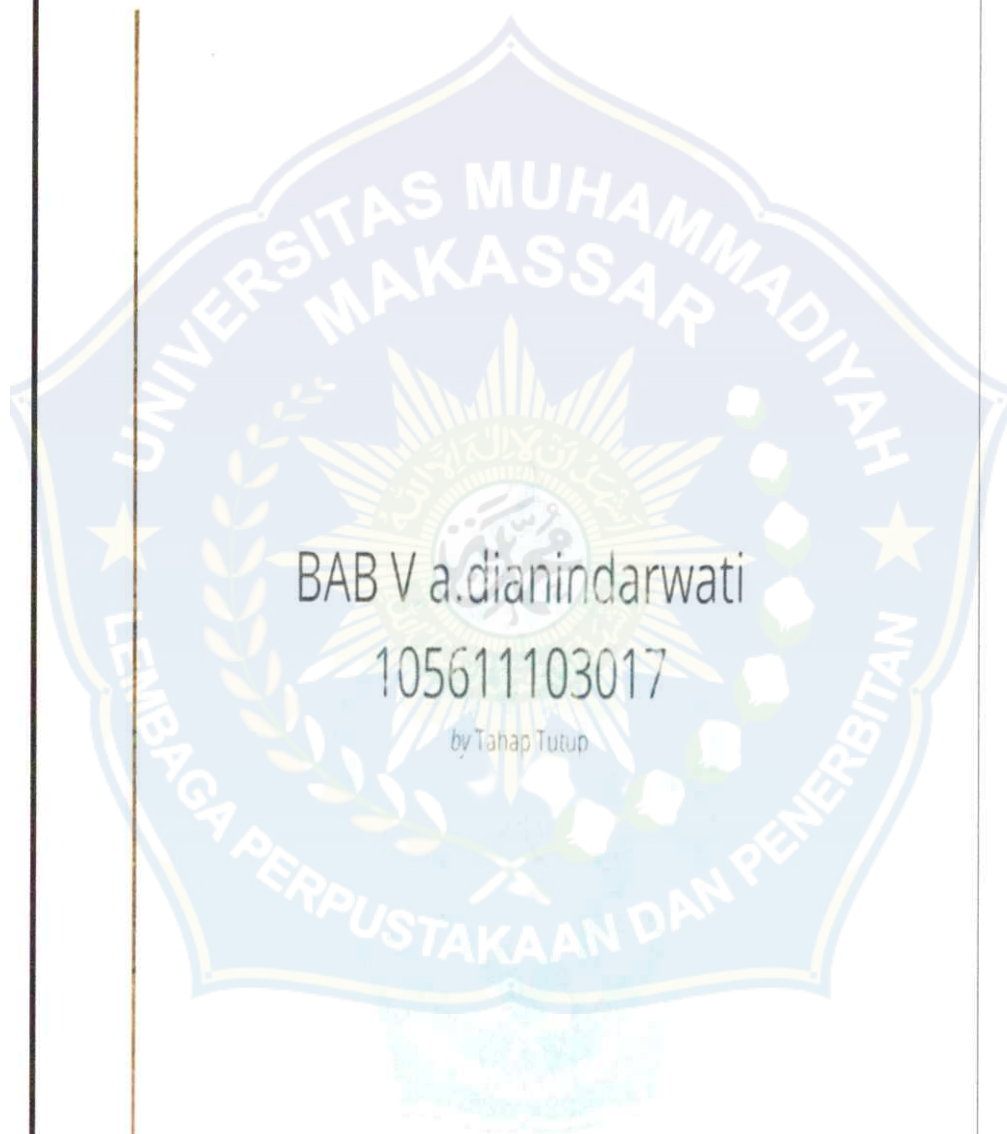 UNIVERSITAS MUHAMMADIYAH
MAKASSAR
BAB V a.dianindarwati
105611103017
by Tahap Tutup
LEMBAGA PERPUSTAKAAN DAN PENERBITAN